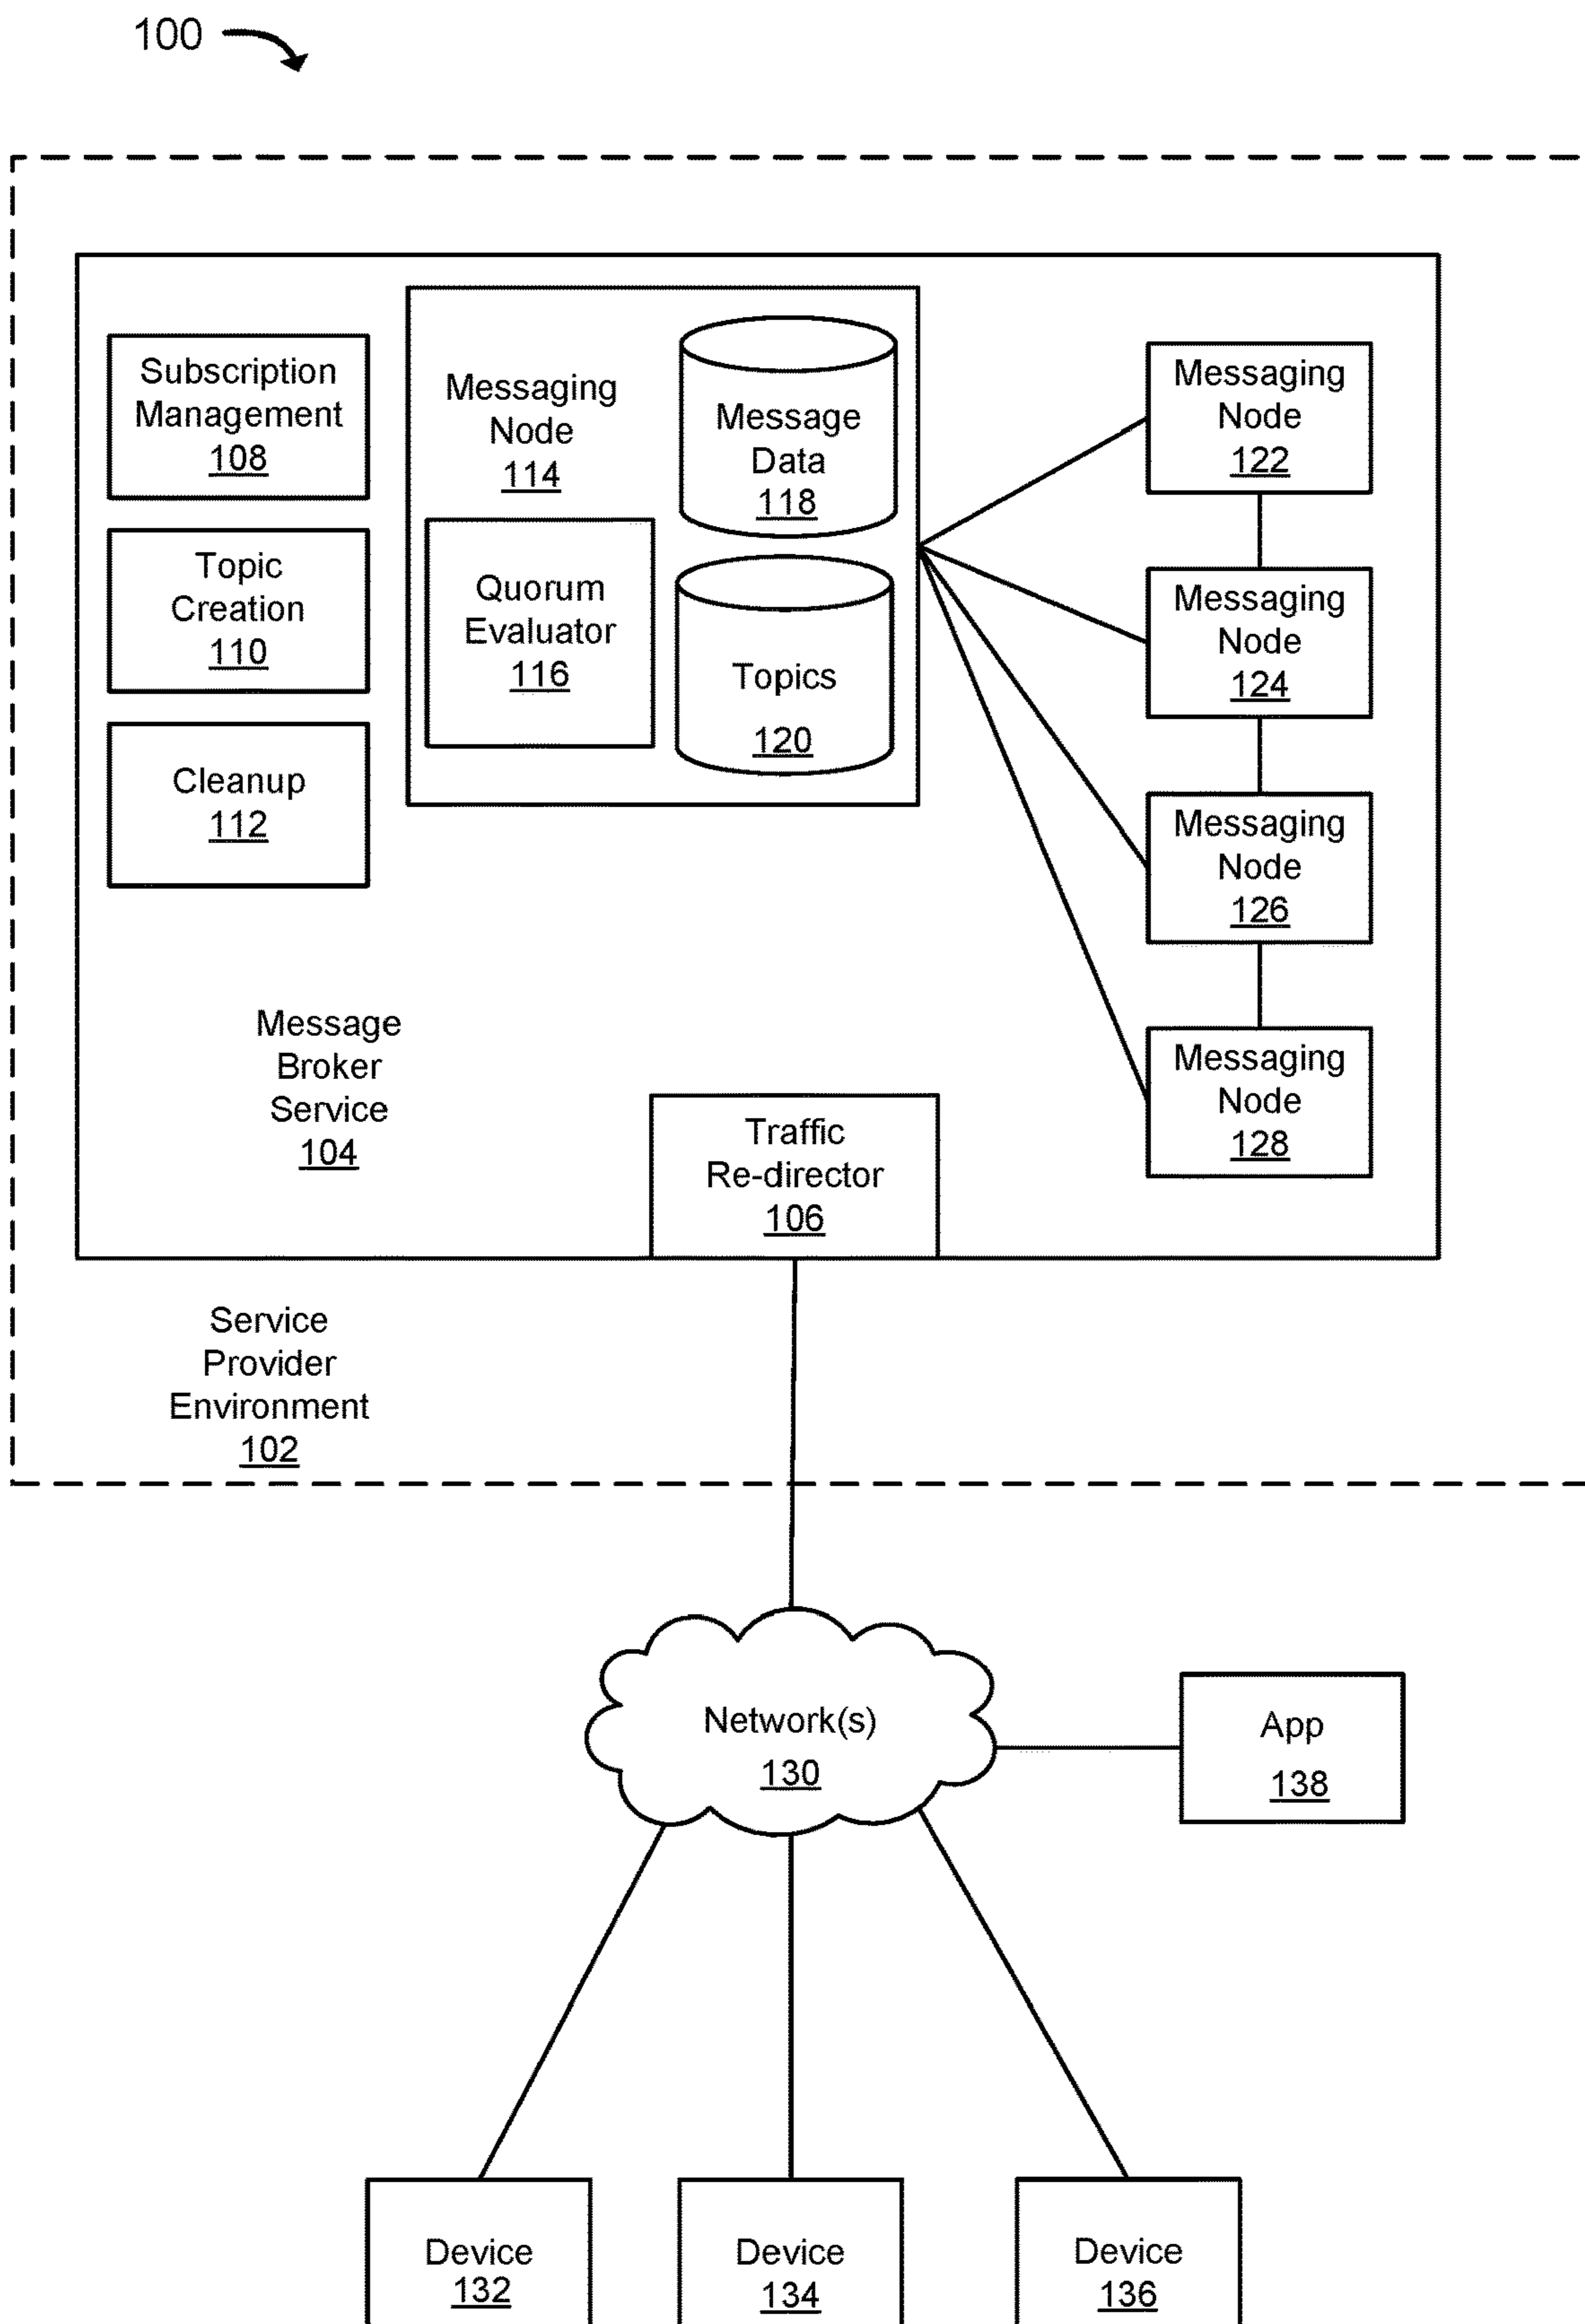 100
Subscription
Management
108
Topic
Creation
110
Cleanup
112
Messaging
Node
114
Quorum
Evaluator
116
Message
Data
118
Topics
120
Messaging
Node
122
Messaging
Node
124
Messaging
Node
126
Messaging
Node
128
Message
Broker
Service
104
Traffic
Re-director
106
Service
Provider
Environment
102
Network(s)
130
App
138
Device
132
Device
134
Device
136